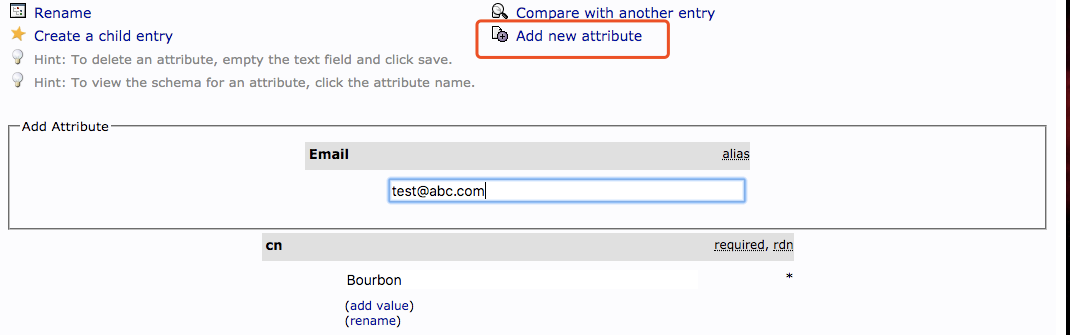 Rename
Compare with another entry
Create a child entry
Add new attribute
Hint: To delete an attribute, empty the text field and click save.
Hint: To view the schema for an attribute, click the attribute name.
Add Attribute
Email alias
test@abc.com
cn required, rdn
Bourbon *
(add value)
(rename)